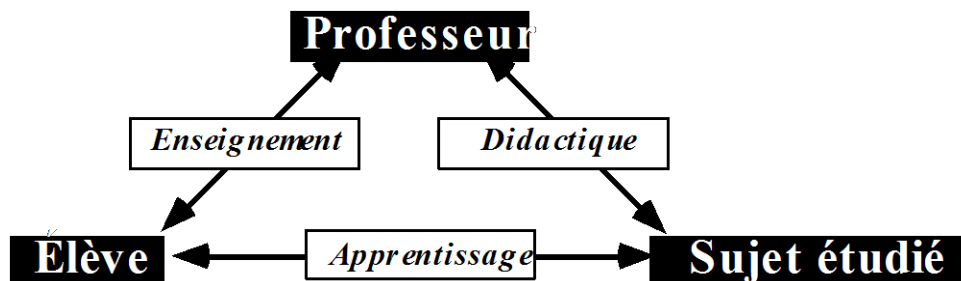 Professeur
Enseignement
Didactique
Élève
Apprentissage
Sujet étudié